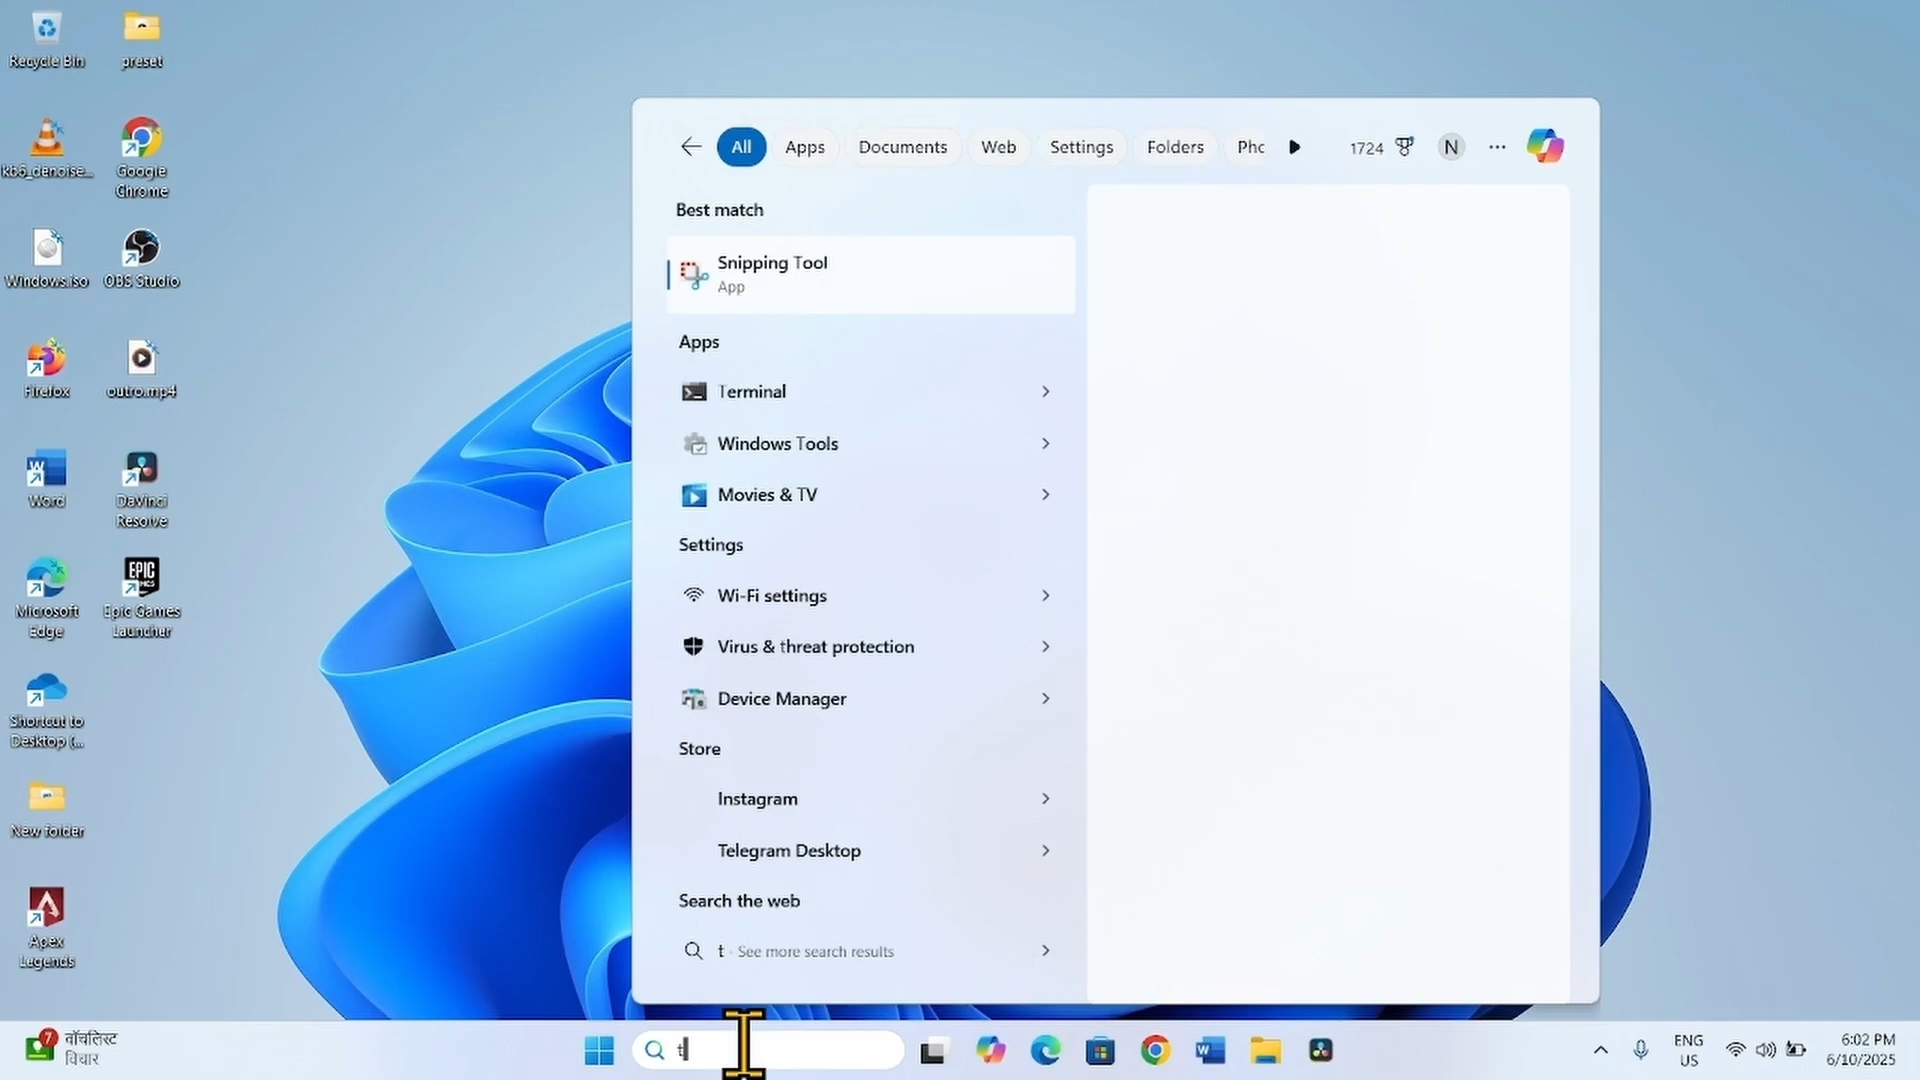 Recycle Bin
preset
Google
Chrome
Windows.iso
OBS Studio
Firefox
outro.mp4
Word
DaVinci
Resolve
Microsoft
Edge
EPIC
Epic Games
Launcher
Shortcut to
Desktop (...
New folder
Apex
Legends
All
Apps
Documents
Web
Settings
Folders
Pho
1724
N
Best match
Snipping Tool
App
Apps
Terminal
Windows Tools
Movies & TV
Settings
Wi-Fi settings
Virus & threat protection
Device Manager
Store
Instagram
Telegram Desktop
Search the web
t - See more search results
7
वॉचलिस्ट
विचार
t
ENG
US
6:02 PM
6/10/2025